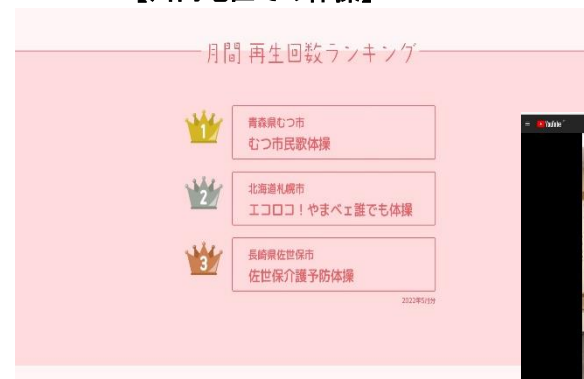 月間 再生回数ランキング
1
青森県むつ市
むつ市民歌体操
2
北海道札幌市
エコロコ！やまべェ誰でも体操
3
長崎県佐世保市
佐世保介護予防体操
YouTube